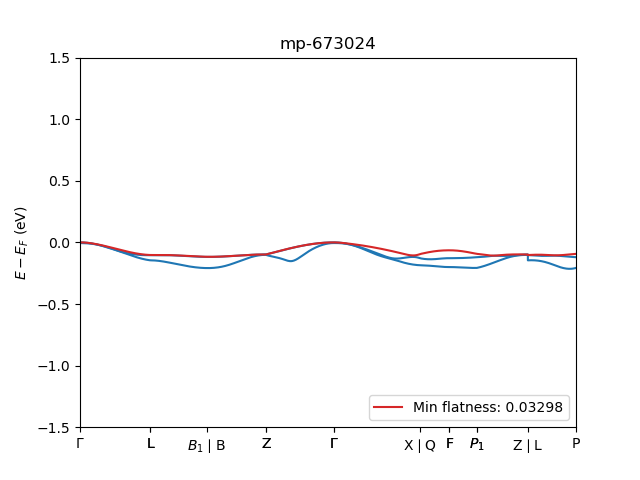 mp-673024
E − E_F (eV)
1.5
1.0
0.5
0.0
−0.5
−1.0
−1.5
Min flatness: 0.03298
Γ L B₁ | B Z Γ X | Q F P₁ Z | L P